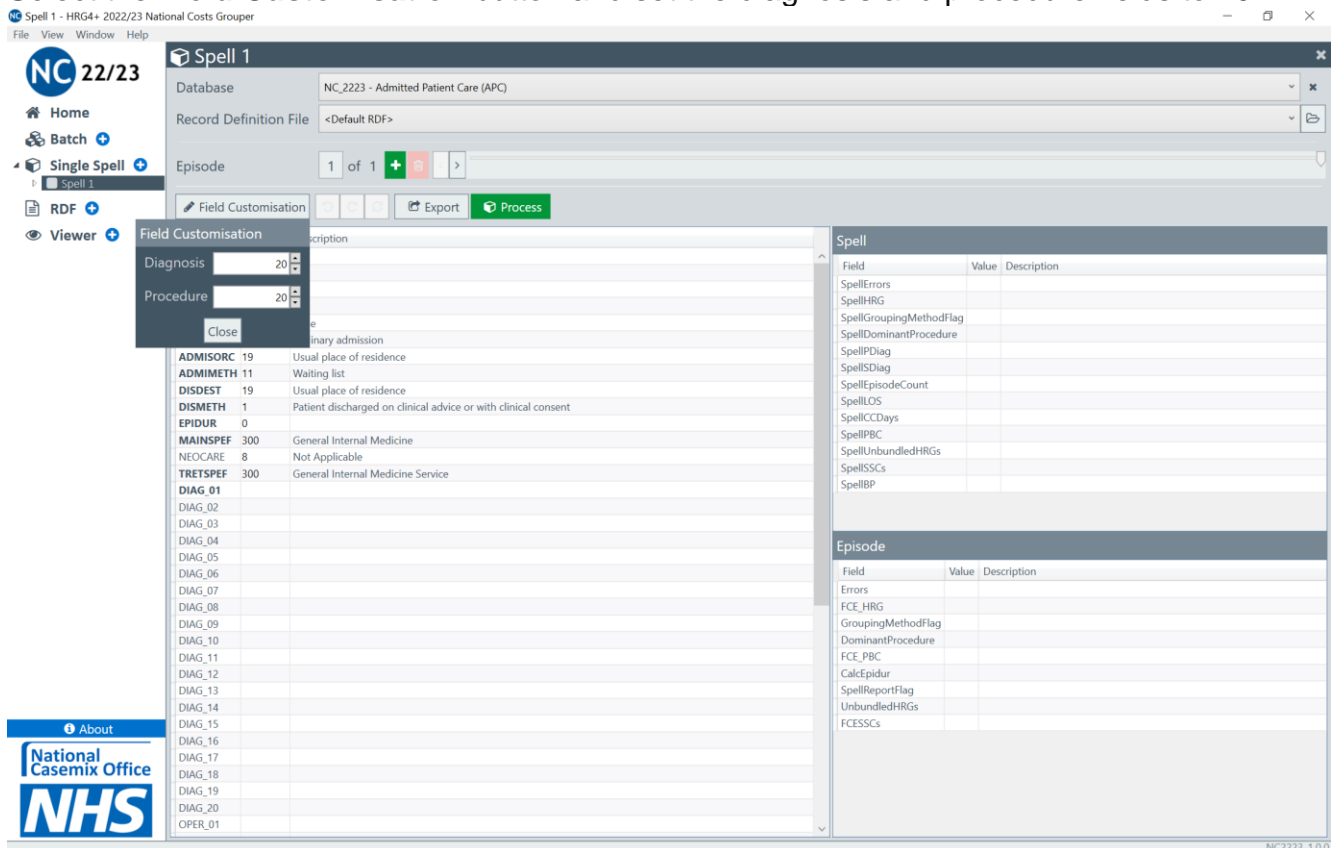 Spell 1 - HRG4+ 2022/23 National Costs Grouper
File View Window Help
NC 22/23
Home
Batch
Single Spell
Spell 1
RDF
Viewer
Spell 1
Database NC_2223 - Admitted Patient Care (APC)
Record Definition File <Default RDF>
Episode 1 of 1
Field Customisation Export Process
Field Customisation
Diagnosis 20
Procedure 20
Close
ADMISORC 19 Usual place of residence
ADMIMETH 11 Waiting list
DISDEST 19 Usual place of residence
DISMETH 1 Patient discharged on clinical advice or with clinical consent
EPIDUR 0
MAINSPEF 300 General Internal Medicine
NEOCARE 8 Not Applicable
TRETSPEF 300 General Internal Medicine Service
DIAG_01
DIAG_02
DIAG_03
DIAG_04
DIAG_05
DIAG_06
DIAG_07
DIAG_08
DIAG_09
DIAG_10
DIAG_11
DIAG_12
DIAG_13
DIAG_14
DIAG_15
DIAG_16
DIAG_17
DIAG_18
DIAG_19
DIAG_20
OPER_01
Spell
Field Value Description
SpellErrors
SpellHRG
SpellGroupingMethodFlag
SpellDominantProcedure
SpellPDiag
SpellSDiag
SpellEpisodeCount
SpellLOS
SpellCCDays
SpellPBC
SpellUnbundledHRGs
SpellSSCs
SpellBP
Episode
Field Value Description
Errors
FCE_HRG
GroupingMethodFlag
DominantProcedure
FCE_PBC
CalcEpidur
SpellReportFlag
UnbundledHRGs
FCESSCs
About
National
Casemix Office
NHS
NC2223 1.0.0